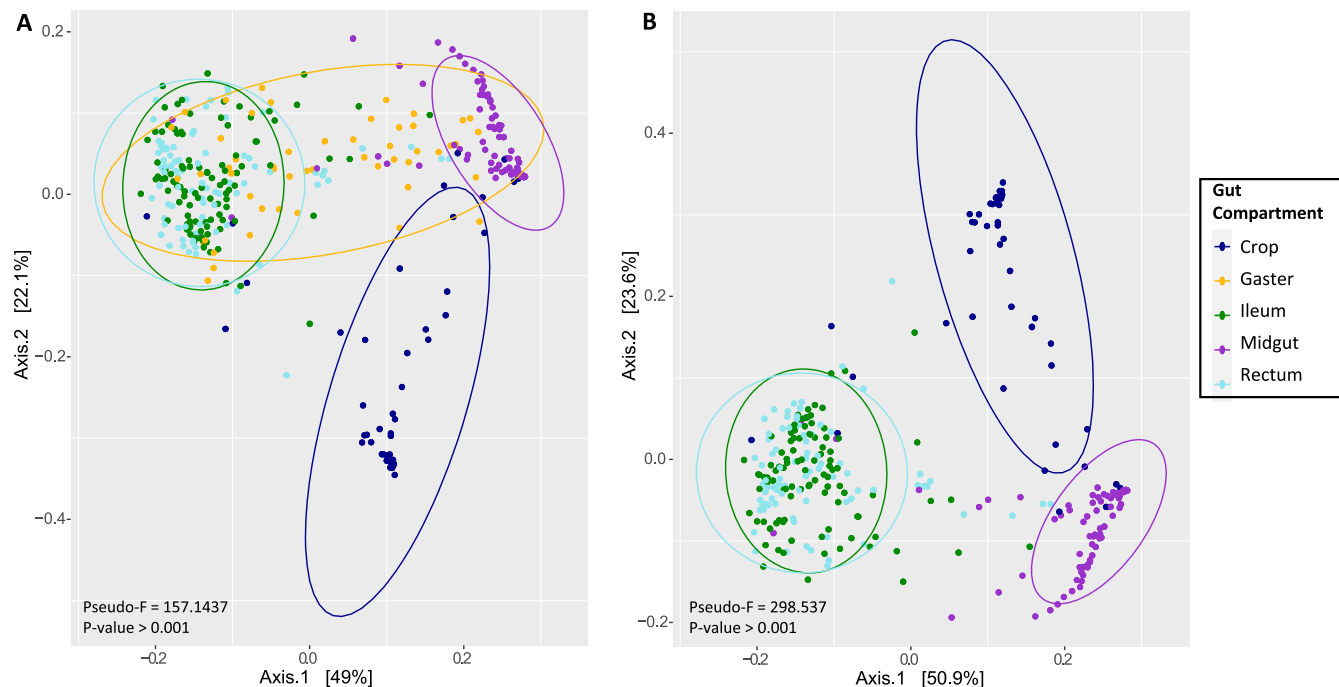 A
0.2
0.0
−0.2
−0.4
Axis.2 [22.1%]
Pseudo-F = 157.1437
P-value > 0.001
−0.2
0.0
0.2
Axis.1 [49%]
B
0.4
0.2
0.0
−0.2
Axis.2 [23.6%]
Pseudo-F = 298.537
P-value > 0.001
−0.2
0.0
0.2
Axis.1 [50.9%]
Gut
Compartment
Crop
Gaster
Ileum
Midgut
Rectum